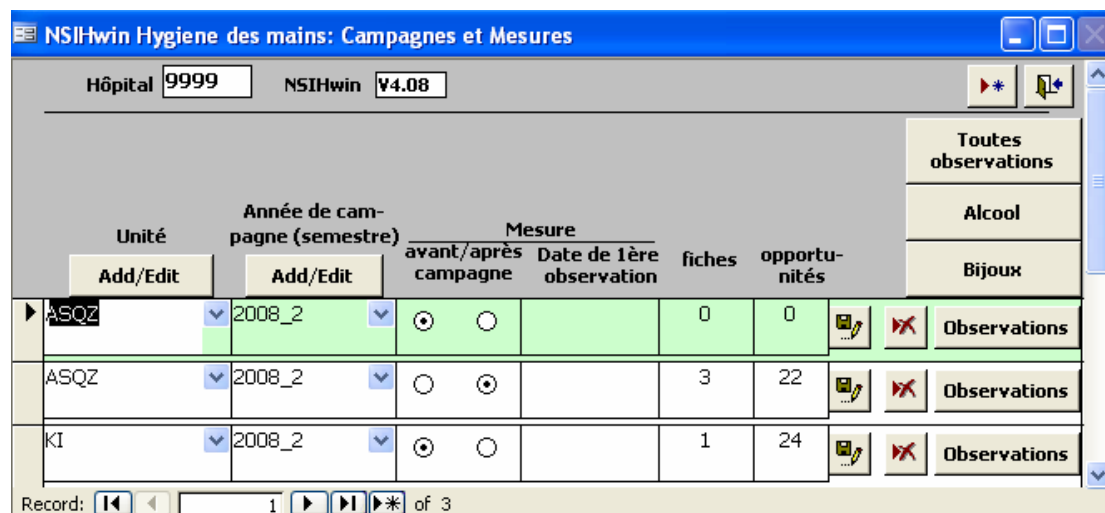 NSIHwin Hygiene des mains: Campagnes et Mesures
Hôpital 9999 NSIHwin V4.08
Toutes
observations
Alcool
Bijoux
Unité
Add/Edit
Année de cam-
pagne (semestre)
Add/Edit
Mesure
avant/après
campagne
Date de 1ère
observation
fiches
opportu-
nités
ASQZ 2008_2 0 0 Observations
ASQZ 2008_2 3 22 Observations
KI 2008_2 1 24 Observations
Record: 1 of 3